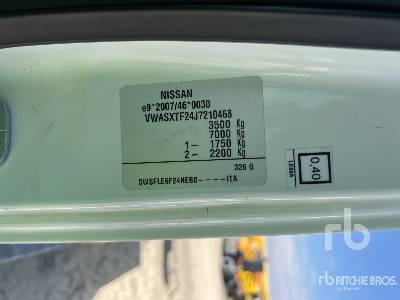 NISSAN
e9*2007/46*0030
VWASXTF24J7210468
3500 Kg
7000 Kg
1- 1750 Kg
2- 2200 Kg
326 G
SWSFLE6F24NEBB-----ITA
0,40
rb
rb RITCHIE BROS.